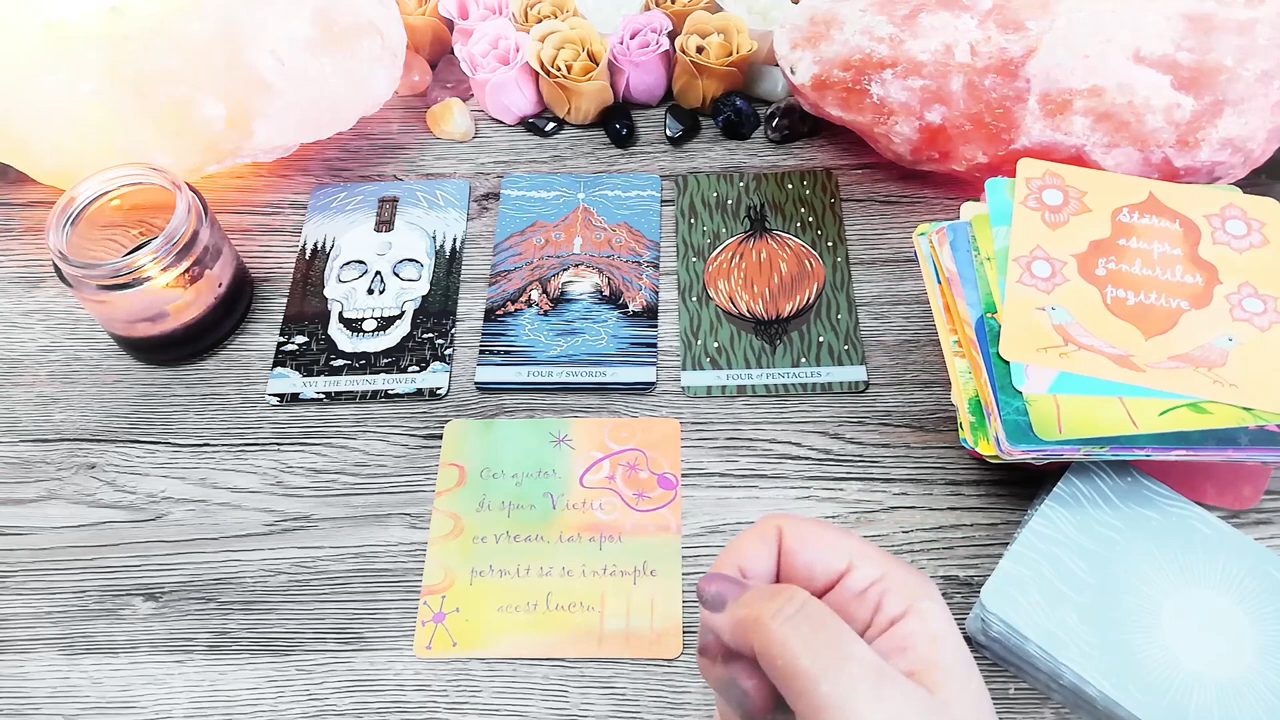 XVI THE DIVINE TOWER
FOUR of SWORDS
FOUR of PENTACLES
Stărui
asupra
gândurilor
pozitive
Cer ajutor.
Îi spun Vieții
ce vreau, iar apoi
permit să se întâmple
acest lucru.